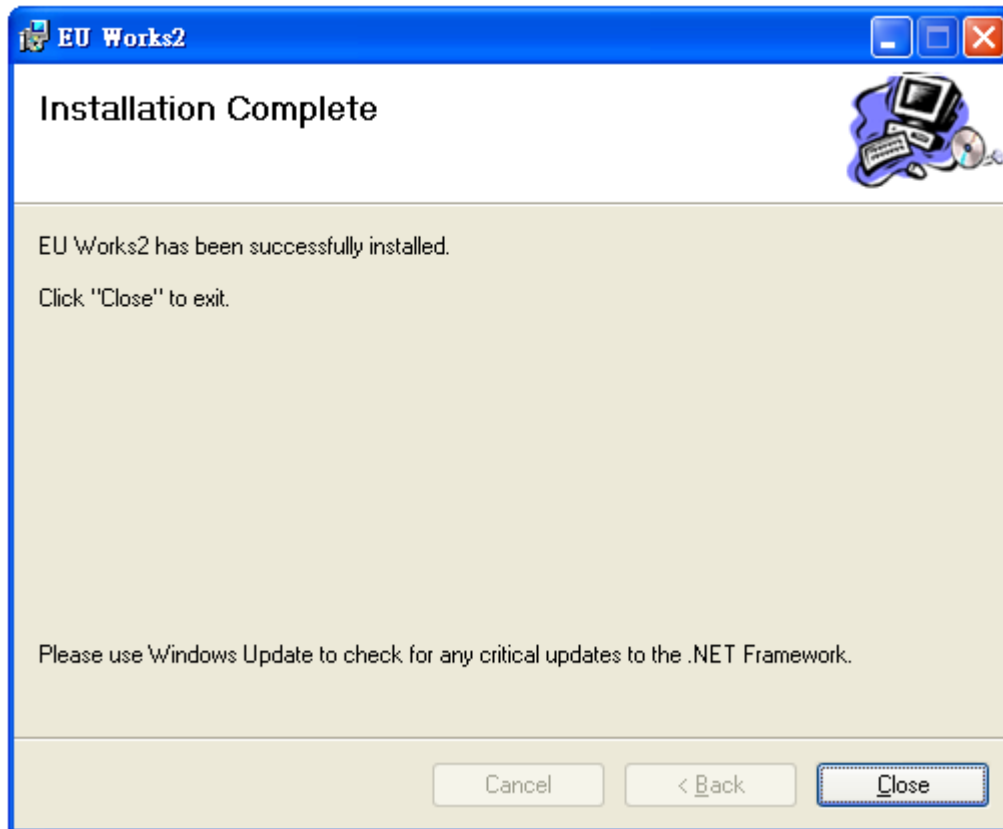 EU Works2
Installation Complete
EU Works2 has been successfully installed.
Click "Close" to exit.
Please use Windows Update to check for any critical updates to the .NET Framework.
Cancel
< Back
Close